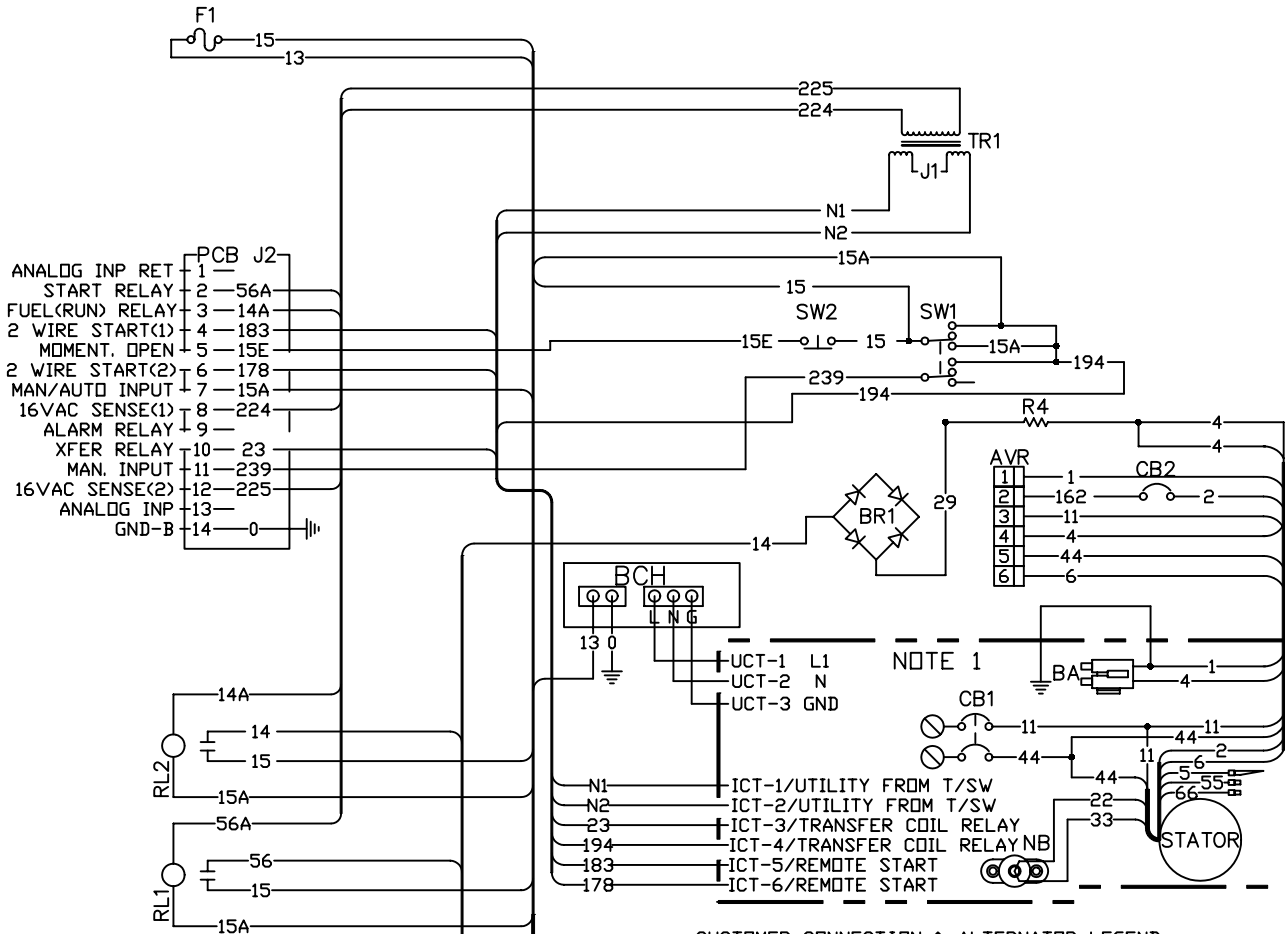 F1
15
13
225
224
TR1
J1
N1
N2
15A
15
PCB J2
ANALOG INP RET 1
START RELAY 2 56A
FUEL(RUN) RELAY 3 14A
2 WIRE START(1) 4 183
MOMENT. OPEN 5 15E
2 WIRE START(2) 6 178
MAN/AUTO INPUT 7 15A
16VAC SENSE(1) 8 224
ALARM RELAY 9
XFER RELAY 10 23
MAN. INPUT 11 239
16VAC SENSE(2) 12 225
ANALOG INP 13
GND-B 14 0
SW2
SW1
15E
15
15A
194
239
194
R4
4
4
AVR
1 1
2 162
CB2
2
3 11
4 4
5 44
6 6
29
BR1
14
BCH
L N G
13 0
UCT-1 L1
UCT-2 N
UCT-3 GND
NOTE 1
BA
1
4
CB1
11
11
44
44
11
44
2
6
5
55
66
22
33
STATOR
NB
14A
14
15
RL2
15A
56A
56
15
RL1
15A
N1 ICT-1/UTILITY FROM T/SW
N2 ICT-2/UTILITY FROM T/SW
23 ICT-3/TRANSFER COIL RELAY
194 ICT-4/TRANSFER COIL RELAY
183 ICT-5/REMOTE START
178 ICT-6/REMOTE START
CUSTOMER CONNECTION & ALTERNATOR LEGEND